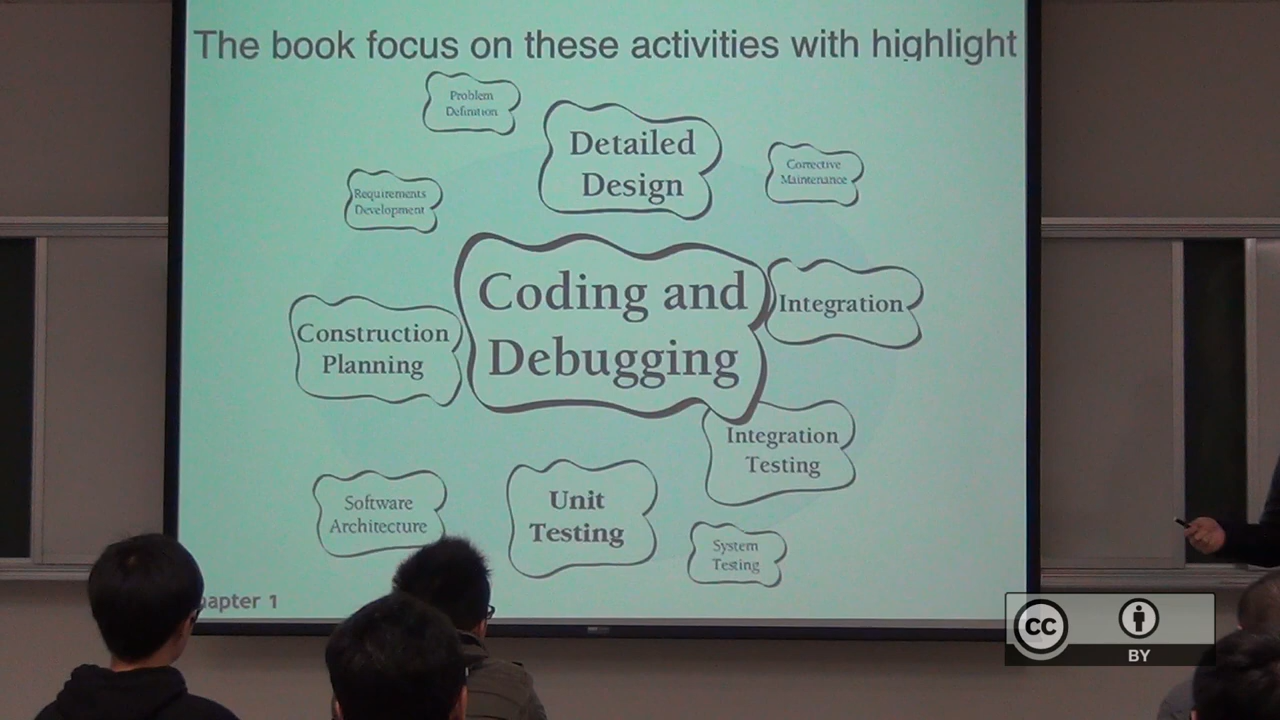 The book focus on these activities with highlight
Problem
Definition
Detailed
Design
Corrective
Maintenance
Requirements
Development
Coding and
Debugging
Integration
Construction
Planning
Integration
Testing
Software
Architecture
Unit
Testing
System
Testing
apter 1
CC
BY